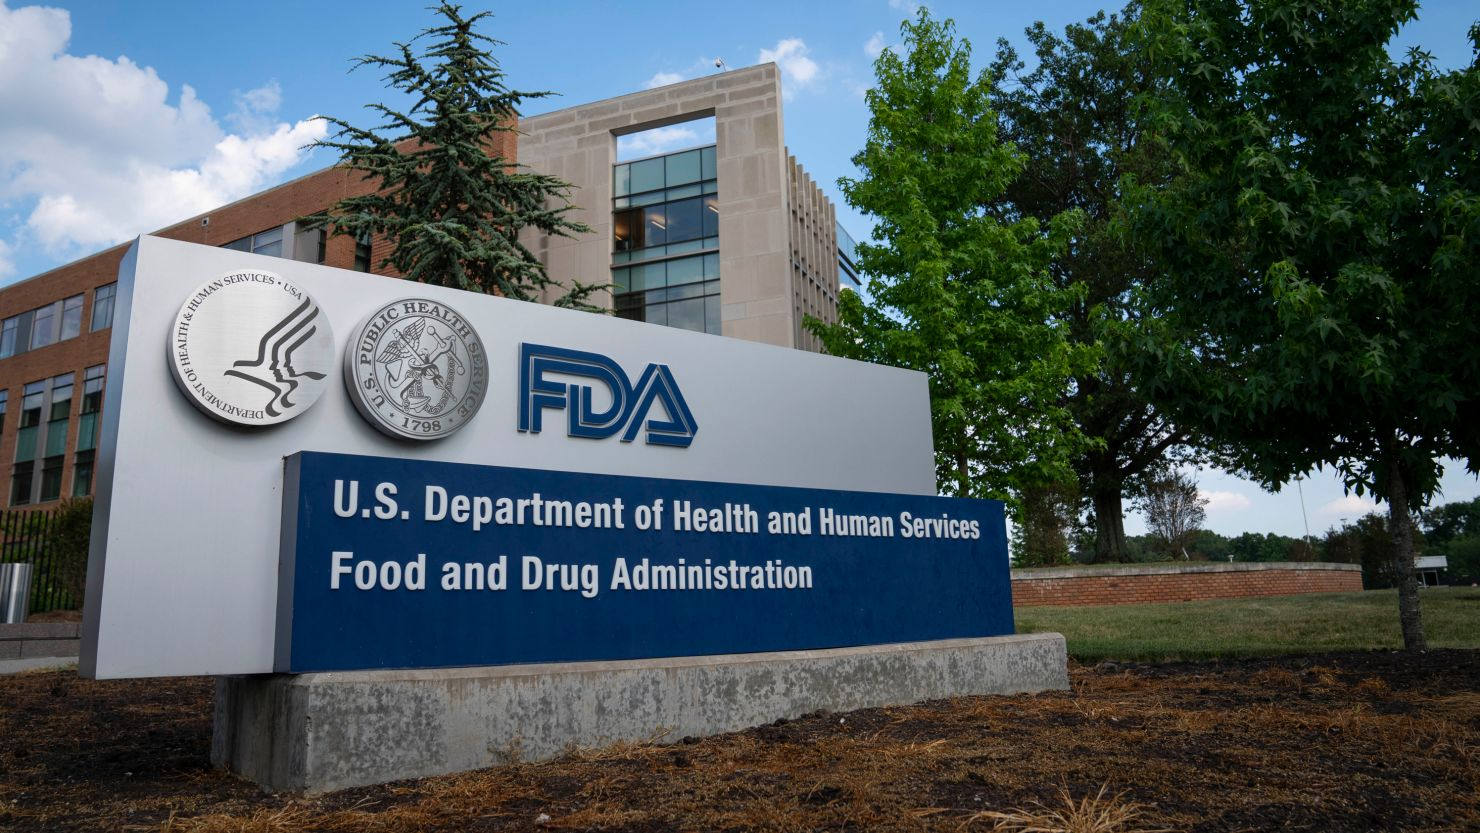 DEPARTMENT OF HEALTH & HUMAN SERVICES • USA
U.S. PUBLIC HEALTH SERVICE
1798
FDA
U.S. Department of Health and Human Services
Food and Drug Administration